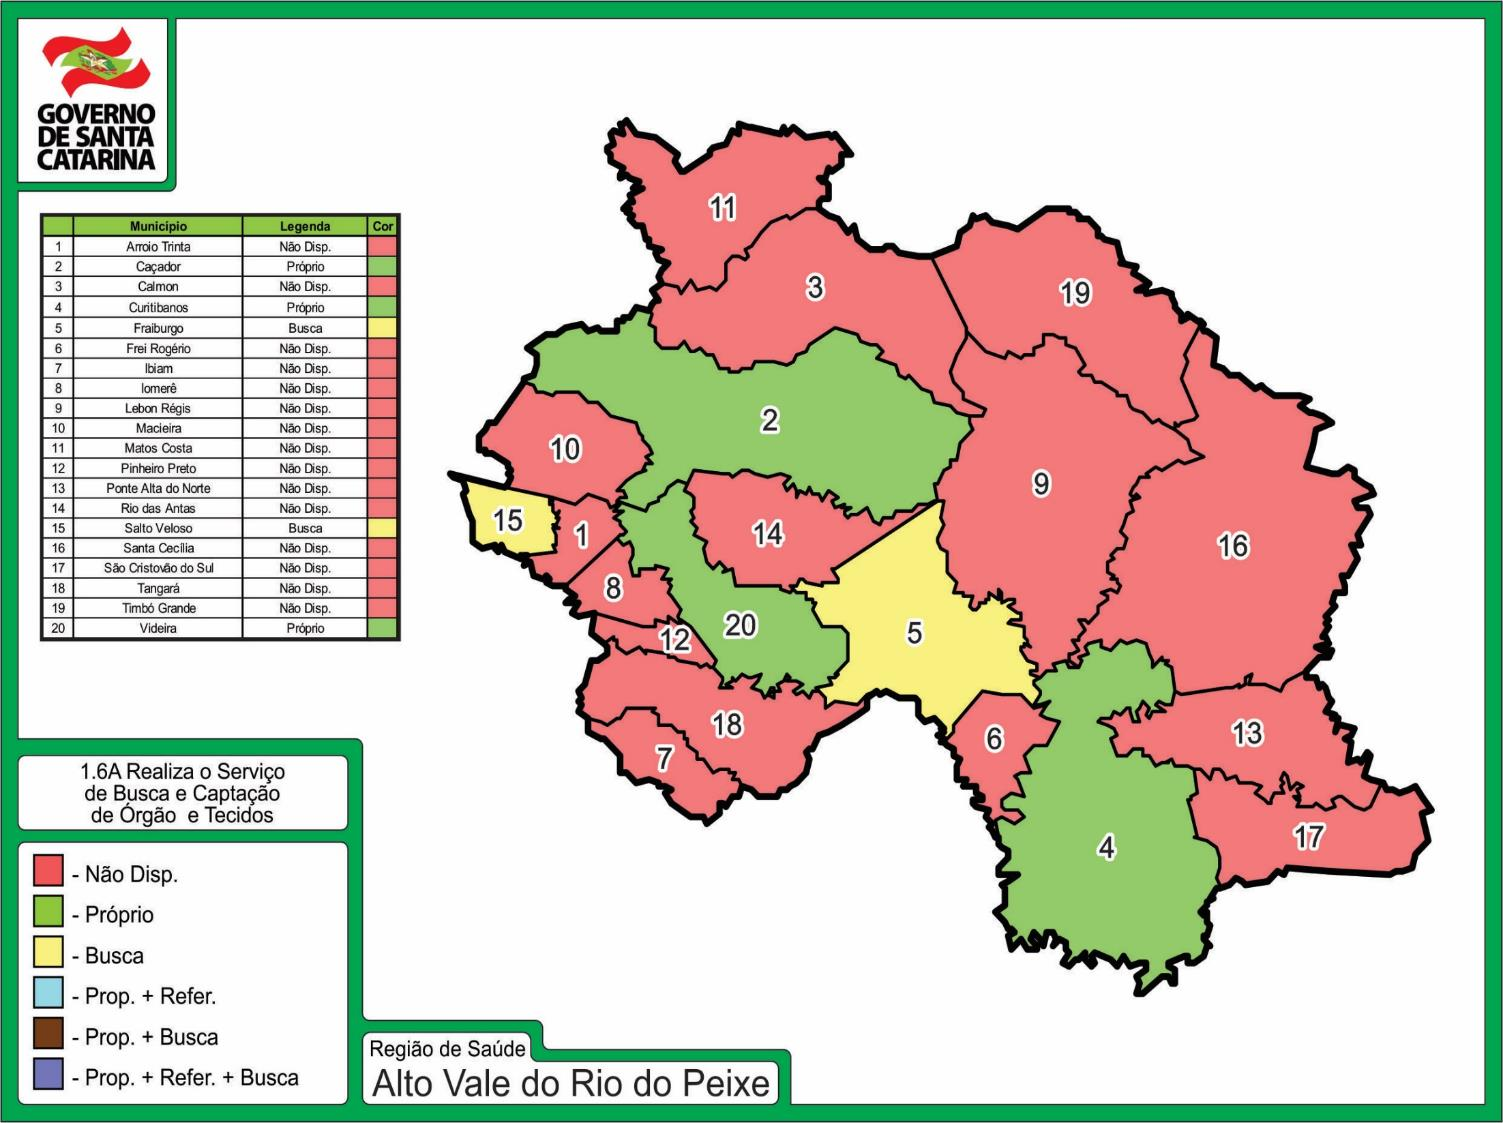 GOVERNO
DE SANTA
CATARINA
Município Legenda Cor
1 Arroio Trinta Não Disp.
2 Caçador Próprio
3 Calmon Não Disp.
4 Curitibanos Próprio
5 Fraiburgo Busca
6 Frei Rogério Não Disp.
7 Ibiam Não Disp.
8 Iomerê Não Disp.
9 Lebon Régis Não Disp.
10 Macieira Não Disp.
11 Matos Costa Não Disp.
12 Pinheiro Preto Não Disp.
13 Ponte Alta do Norte Não Disp.
14 Rio das Antas Não Disp.
15 Salto Veloso Busca
16 Santa Cecília Não Disp.
17 São Cristovão do Sul Não Disp.
18 Tangará Não Disp.
19 Timbó Grande Não Disp.
20 Videira Próprio
11
3
19
2
10
9
15
1
14
16
8
20
12
5
18
6
13
7
4
17
1.6A Realiza o Serviço
de Busca e Captação
de Órgão e Tecidos
- Não Disp.
- Próprio
- Busca
- Prop. + Refer.
- Prop. + Busca
- Prop. + Refer. + Busca
Região de Saúde
Alto Vale do Rio do Peixe